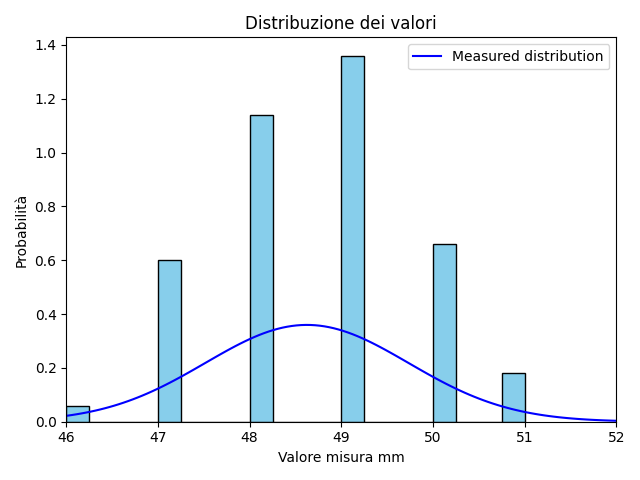 Distribuzione dei valori
Measured distribution
Probabilità
1.4
1.2
1.0
0.8
0.6
0.4
0.2
0.0
46 47 48 49 50 51 52
Valore misura mm